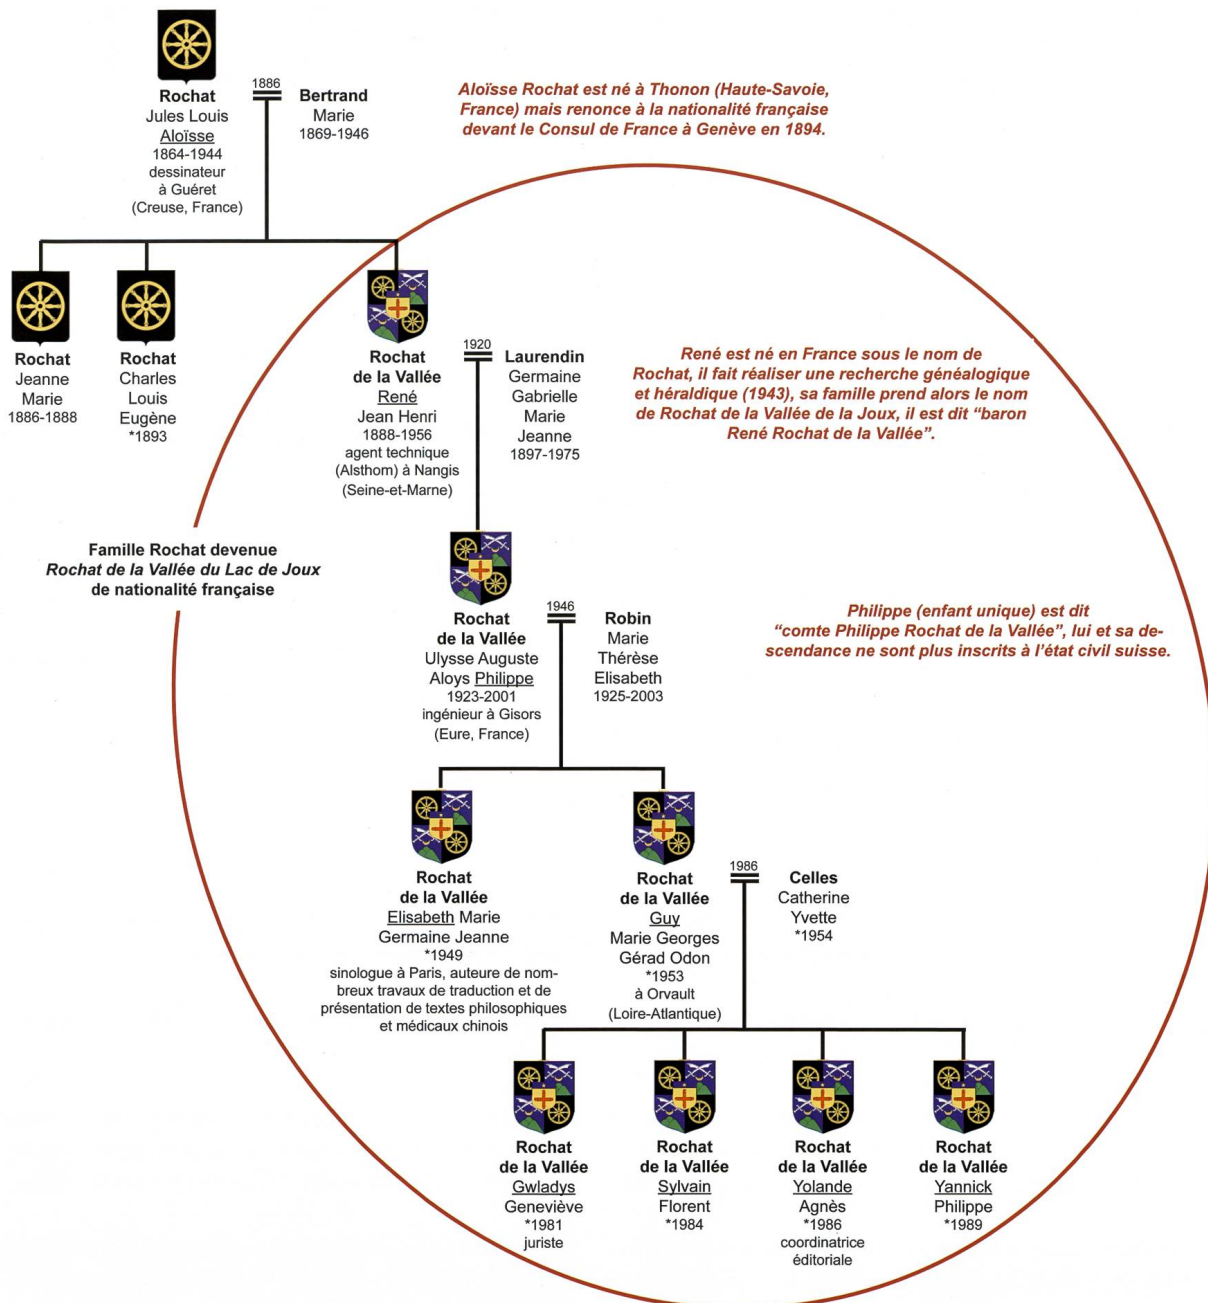 1886
Rochat
Jules Louis
Aloïsse
1864-1944
dessinateur
à Guéret
(Creuse, France)
Bertrand
Marie
1869-1946
Aloïsse Rochat est né à Thonon (Haute-Savoie,
France) mais renonce à la nationalité française
devant le Consul de France à Genève en 1894.
Rochat
Jeanne
Marie
1886-1888
Rochat
Charles
Louis
Eugène
*1893
Rochat
de la Vallée
René
Jean Henri
1888-1956
agent technique
(Alsthom) à Nangis
(Seine-et-Marne)
1920
Laurendin
Germaine
Gabrielle
Marie
Jeanne
1897-1975
René est né en France sous le nom de
Rochat, il fait réaliser une recherche généalogique
et héraldique (1943), sa famille prend alors le nom
de Rochat de la Vallée de la Joux, il est dit “baron
René Rochat de la Vallée”.
Famille Rochat devenue
Rochat de la Vallée du Lac de Joux
de nationalité française
Rochat
de la Vallée
Ulysse Auguste
Aloys Philippe
1923-2001
ingénieur à Gisors
(Eure, France)
1946
Robin
Marie
Thérèse
Elisabeth
1925-2003
Philippe (enfant unique) est dit
“comte Philippe Rochat de la Vallée”, lui et sa de-
scendance ne sont plus inscrits à l’état civil suisse.
Rochat
de la Vallée
Elisabeth Marie
Germaine Jeanne
*1949
sinologue à Paris, auteure de nom-
breux travaux de traduction et de
présentation de textes philosophiques
et médicaux chinois
Rochat
de la Vallée
Guy
Marie Georges
Gérad Odon
*1953
à Orvault
(Loire-Atlantique)
1986
Celles
Catherine
Yvette
*1954
Rochat
de la Vallée
Gwladys
Geneviève
*1981
juriste
Rochat
de la Vallée
Sylvain
Florent
*1984
Rochat
de la Vallée
Yolande
Agnès
*1986
coordinatrice
éditoriale
Rochat
de la Vallée
Yannick
Philippe
*1989